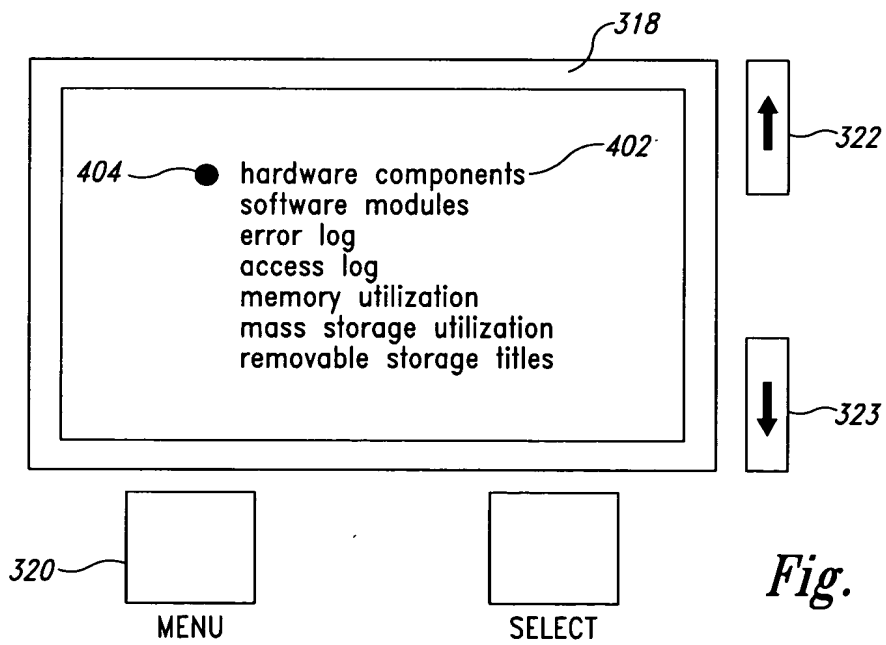 318
322
402
404
hardware components
software modules
error log
access log
memory utilization
mass storage utilization
removable storage titles
323
320
Fig.
MENU
SELECT